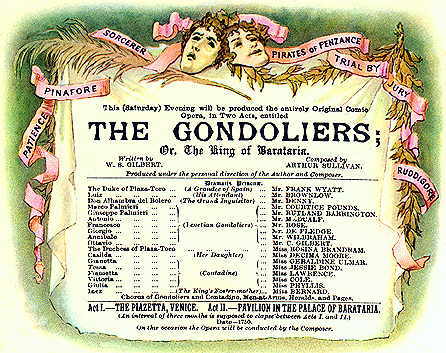 SORCERER
PIRATES OF PENZANCE
TRIAL BY JURY
PINAFORE
PATIENCE
RUDDIGORE
This (Saturday) Evening will be produced the entirely Original Comic
Opera, in Two Acts, entitled
THE GONDOLIERS;
Or, The King of Barataria.
Written by
W. S. GILBERT.
Composed by
ARTHUR SULLIVAN.
Produced under the personal direction of the Author and Composer.
Dramatis Personæ.
The Duke of Plaza-Toro ... (A Grandee of Spain) ... Mr. FRANK WYATT.
Luiz ... (His Attendant) ... Mr. BROWNLOW.
Don Alhambra del Bolero (The Grand Inquisitor) ... Mr. DENNY.
Marco Palmieri ... Mr. COURTICE POUNDS.
Giuseppe Palmieri ... Mr. RUTLAND BARRINGTON.
Antonio ... Mr. METCALF.
Francesco ... (Venetian Gondoliers) ... Mr. ROSE.
Giorgio ... Mr. DE PLEDGE.
Annibale ... Mr. WILBRAHAM.
Ottavio ... Mr. C. GILBERT.
The Duchess of Plaza-Toro ... Miss ROSINA BRANDRAM.
Casilda ... (Her Daughter) ... Miss DECIMA MOORE.
Gianetta ... Miss GERALDINE ULMAR.
Tessa ... Miss JESSIE BOND.
Fiametta ... (Contadine) ... Miss LAWRENCE.
Vittoria ... Miss COLE.
Giulia ... Miss PHYLLIS.
Inez ... (The King's Foster-mother) ... Miss BERNARD.
Chorus of Gondoliers and Contadine, Men-at-Arms, Heralds, and Pages.
Act I.—THE PIAZETTA, VENICE. Act II.—PAVILION IN THE PALACE OF BARATARIA.
(An interval of three months is supposed to elapse between Acts I. and II.)
Date—1750.
On this occasion the Opera will be conducted by the Composer.